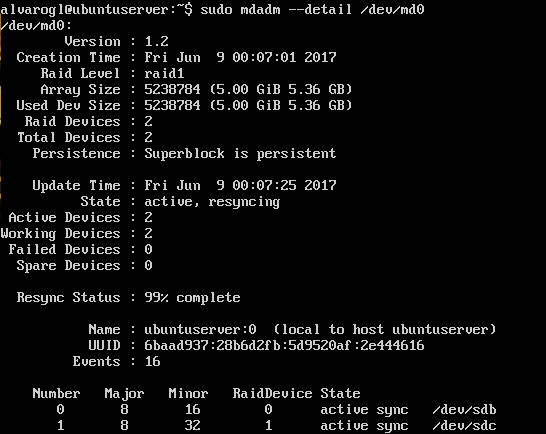 alvarogl@ubuntuserver:~$ sudo mdadm --detail /dev/md0
/dev/md0:
Version : 1.2
Creation Time : Fri Jun  9 00:07:01 2017
Raid Level : raid1
Array Size : 5238784 (5.00 GiB 5.36 GB)
Used Dev Size : 5238784 (5.00 GiB 5.36 GB)
Raid Devices : 2
Total Devices : 2
Persistence : Superblock is persistent
Update Time : Fri Jun  9 00:07:25 2017
State : active, resyncing
Active Devices : 2
Working Devices : 2
Failed Devices : 0
Spare Devices : 0
Resync Status : 99% complete
Name : ubuntuserver:0  (local to host ubuntuserver)
UUID : 6baad937:28b6d2fb:5d9520af:2e444616
Events : 16
Number   Major   Minor   RaidDevice State
0       8       16        0      active sync   /dev/sdb
1       8       32        1      active sync   /dev/sdc